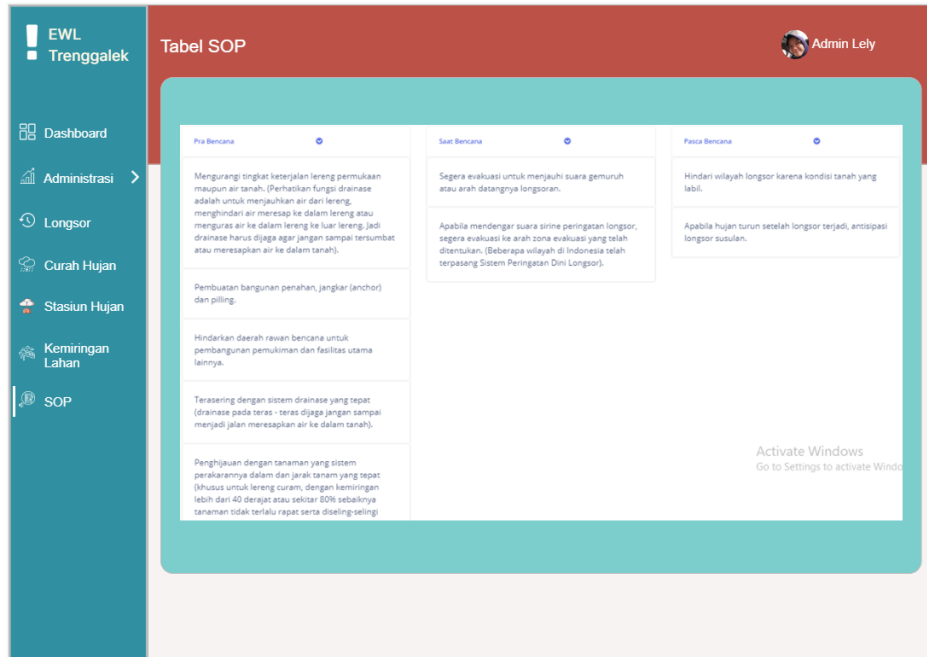 EWL
Trenggalek
Tabel SOP
Admin Lely
Dashboard
Administrasi
Longsor
Curah Hujan
Stasiun Hujan
Kemiringan
Lahan
SOP
Pra Bencana
Mengurangi tingkat keterjalan lereng permukaan
maupun air tanah. (Perhatikan fungsi drainase
adalah untuk menjauhkan air dari lereng,
menghindari air meresap ke dalam lereng atau
menguras air ke dalam lereng ke luar lereng. Jadi
drainase harus dijaga agar jangan sampai tersumbat
atau meresapkan air ke dalam tanah).
Pembuatan bangunan penahan, jangkar (anchor)
dan pilling.
Hindarkan daerah rawan bencana untuk
pembangunan pemukiman dan fasilitas utama
lainnya.
Terasering dengan sistem drainase yang tepat
(drainase pada teras - teras dijaga jangan sampai
menjadi jalan meresapkan air ke dalam tanah).
Penghijauan dengan tanaman yang sistem
perakarannya dalam dan jarak tanam yang tepat
(khusus untuk lereng curam, dengan kemiringan
lebih dari 40 derajat atau sekitar 80% sebaiknya
tanaman tidak terlalu rapat serta diseling-selingi
Saat Bencana
Segera evakuasi untuk menjauhi suara gemuruh
atau arah datangnya longsoran.
Apabila mendengar suara sirine peringatan longsor,
segera evakuasi ke arah zona evakuasi yang telah
ditentukan. (Beberapa wilayah di Indonesia telah
terpasang Sistem Peringatan Dini Longsor).
Pasca Bencana
Hindari wilayah longsor karena kondisi tanah yang
labil.
Apabila hujan turun setelah longsor terjadi, antisipasi
longsor susulan.
Activate Windows
Go to Settings to activate Windo